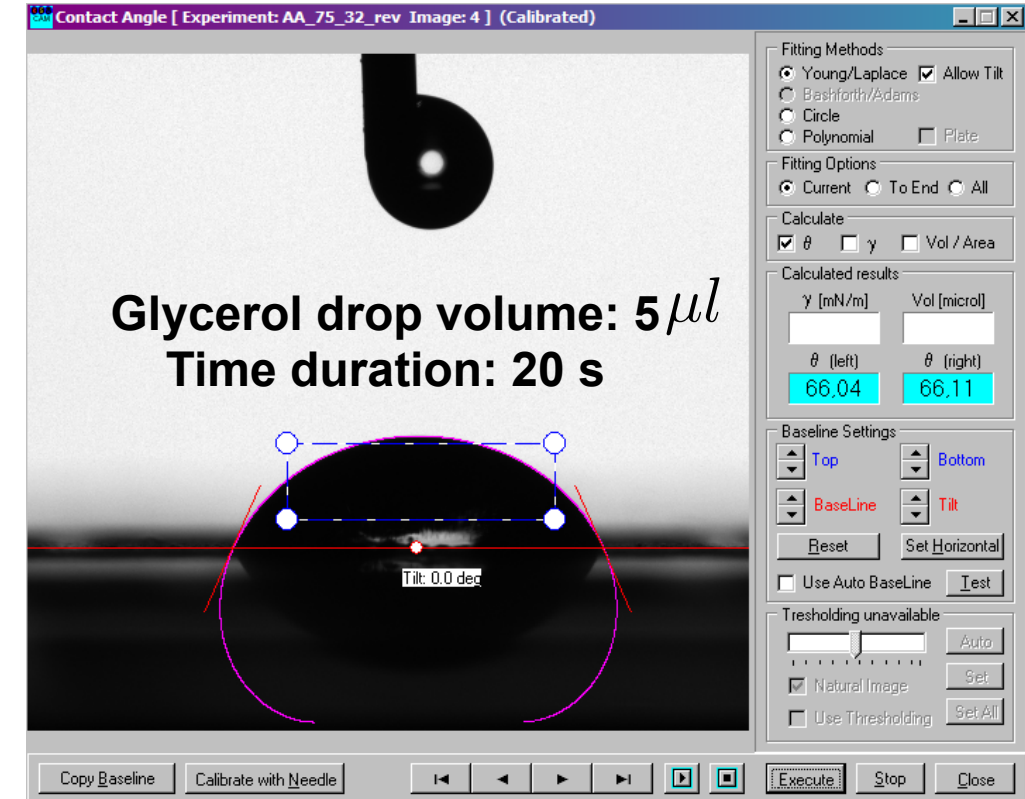 Contact Angle [ Experiment: AA_75_32_rev Image: 4 ] (Calibrated)
Glycerol drop volume: 5 μl
Time duration: 20 s
Tilt: 0.0 deg
Fitting Methods
Young/Laplace Allow Tilt
Bashforth/Adams
Circle
Polynomial Plate
Fitting Options
Current To End All
Calculate
θ γ Vol / Area
Calculated results
γ [mN/m] Vol [microl]
θ (left) θ (right)
66,04 66,11
Baseline Settings
Top Bottom
BaseLine Tilt
Reset Set Horizontal
Use Auto BaseLine Test
Tresholding unavailable
Auto
Natural Image Set
Use Thresholding Set All
Copy Baseline Calibrate with Needle Execute Stop Close